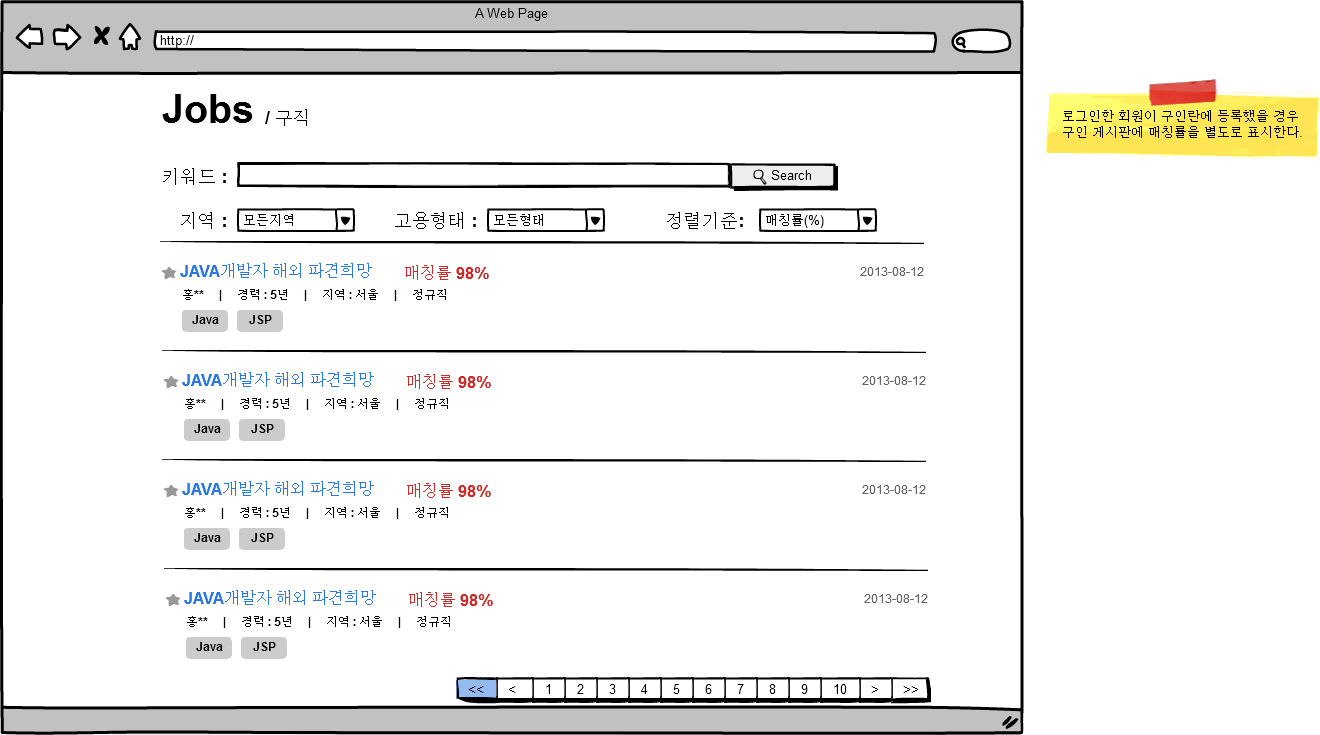 A Web Page
http://
Jobs / 구직
로그인한 회원이 구인란에 등록했을 경우
구인 게시판에 매칭률을 별도로 표시한다.
키워드 : Search
지역 : 모든지역 고용형태 : 모든형태 정렬기준: 매칭률(%)
JAVA개발자 해외 파견희망 매칭률 98% 2013-08-12
홍** | 경력 : 5년 | 지역 : 서울 | 정규직
Java JSP
JAVA개발자 해외 파견희망 매칭률 98% 2013-08-12
홍** | 경력 : 5년 | 지역 : 서울 | 정규직
Java JSP
JAVA개발자 해외 파견희망 매칭률 98% 2013-08-12
홍** | 경력 : 5년 | 지역 : 서울 | 정규직
Java JSP
JAVA개발자 해외 파견희망 매칭률 98% 2013-08-12
홍** | 경력 : 5년 | 지역 : 서울 | 정규직
Java JSP
<< < 1 2 3 4 5 6 7 8 9 10 > >>